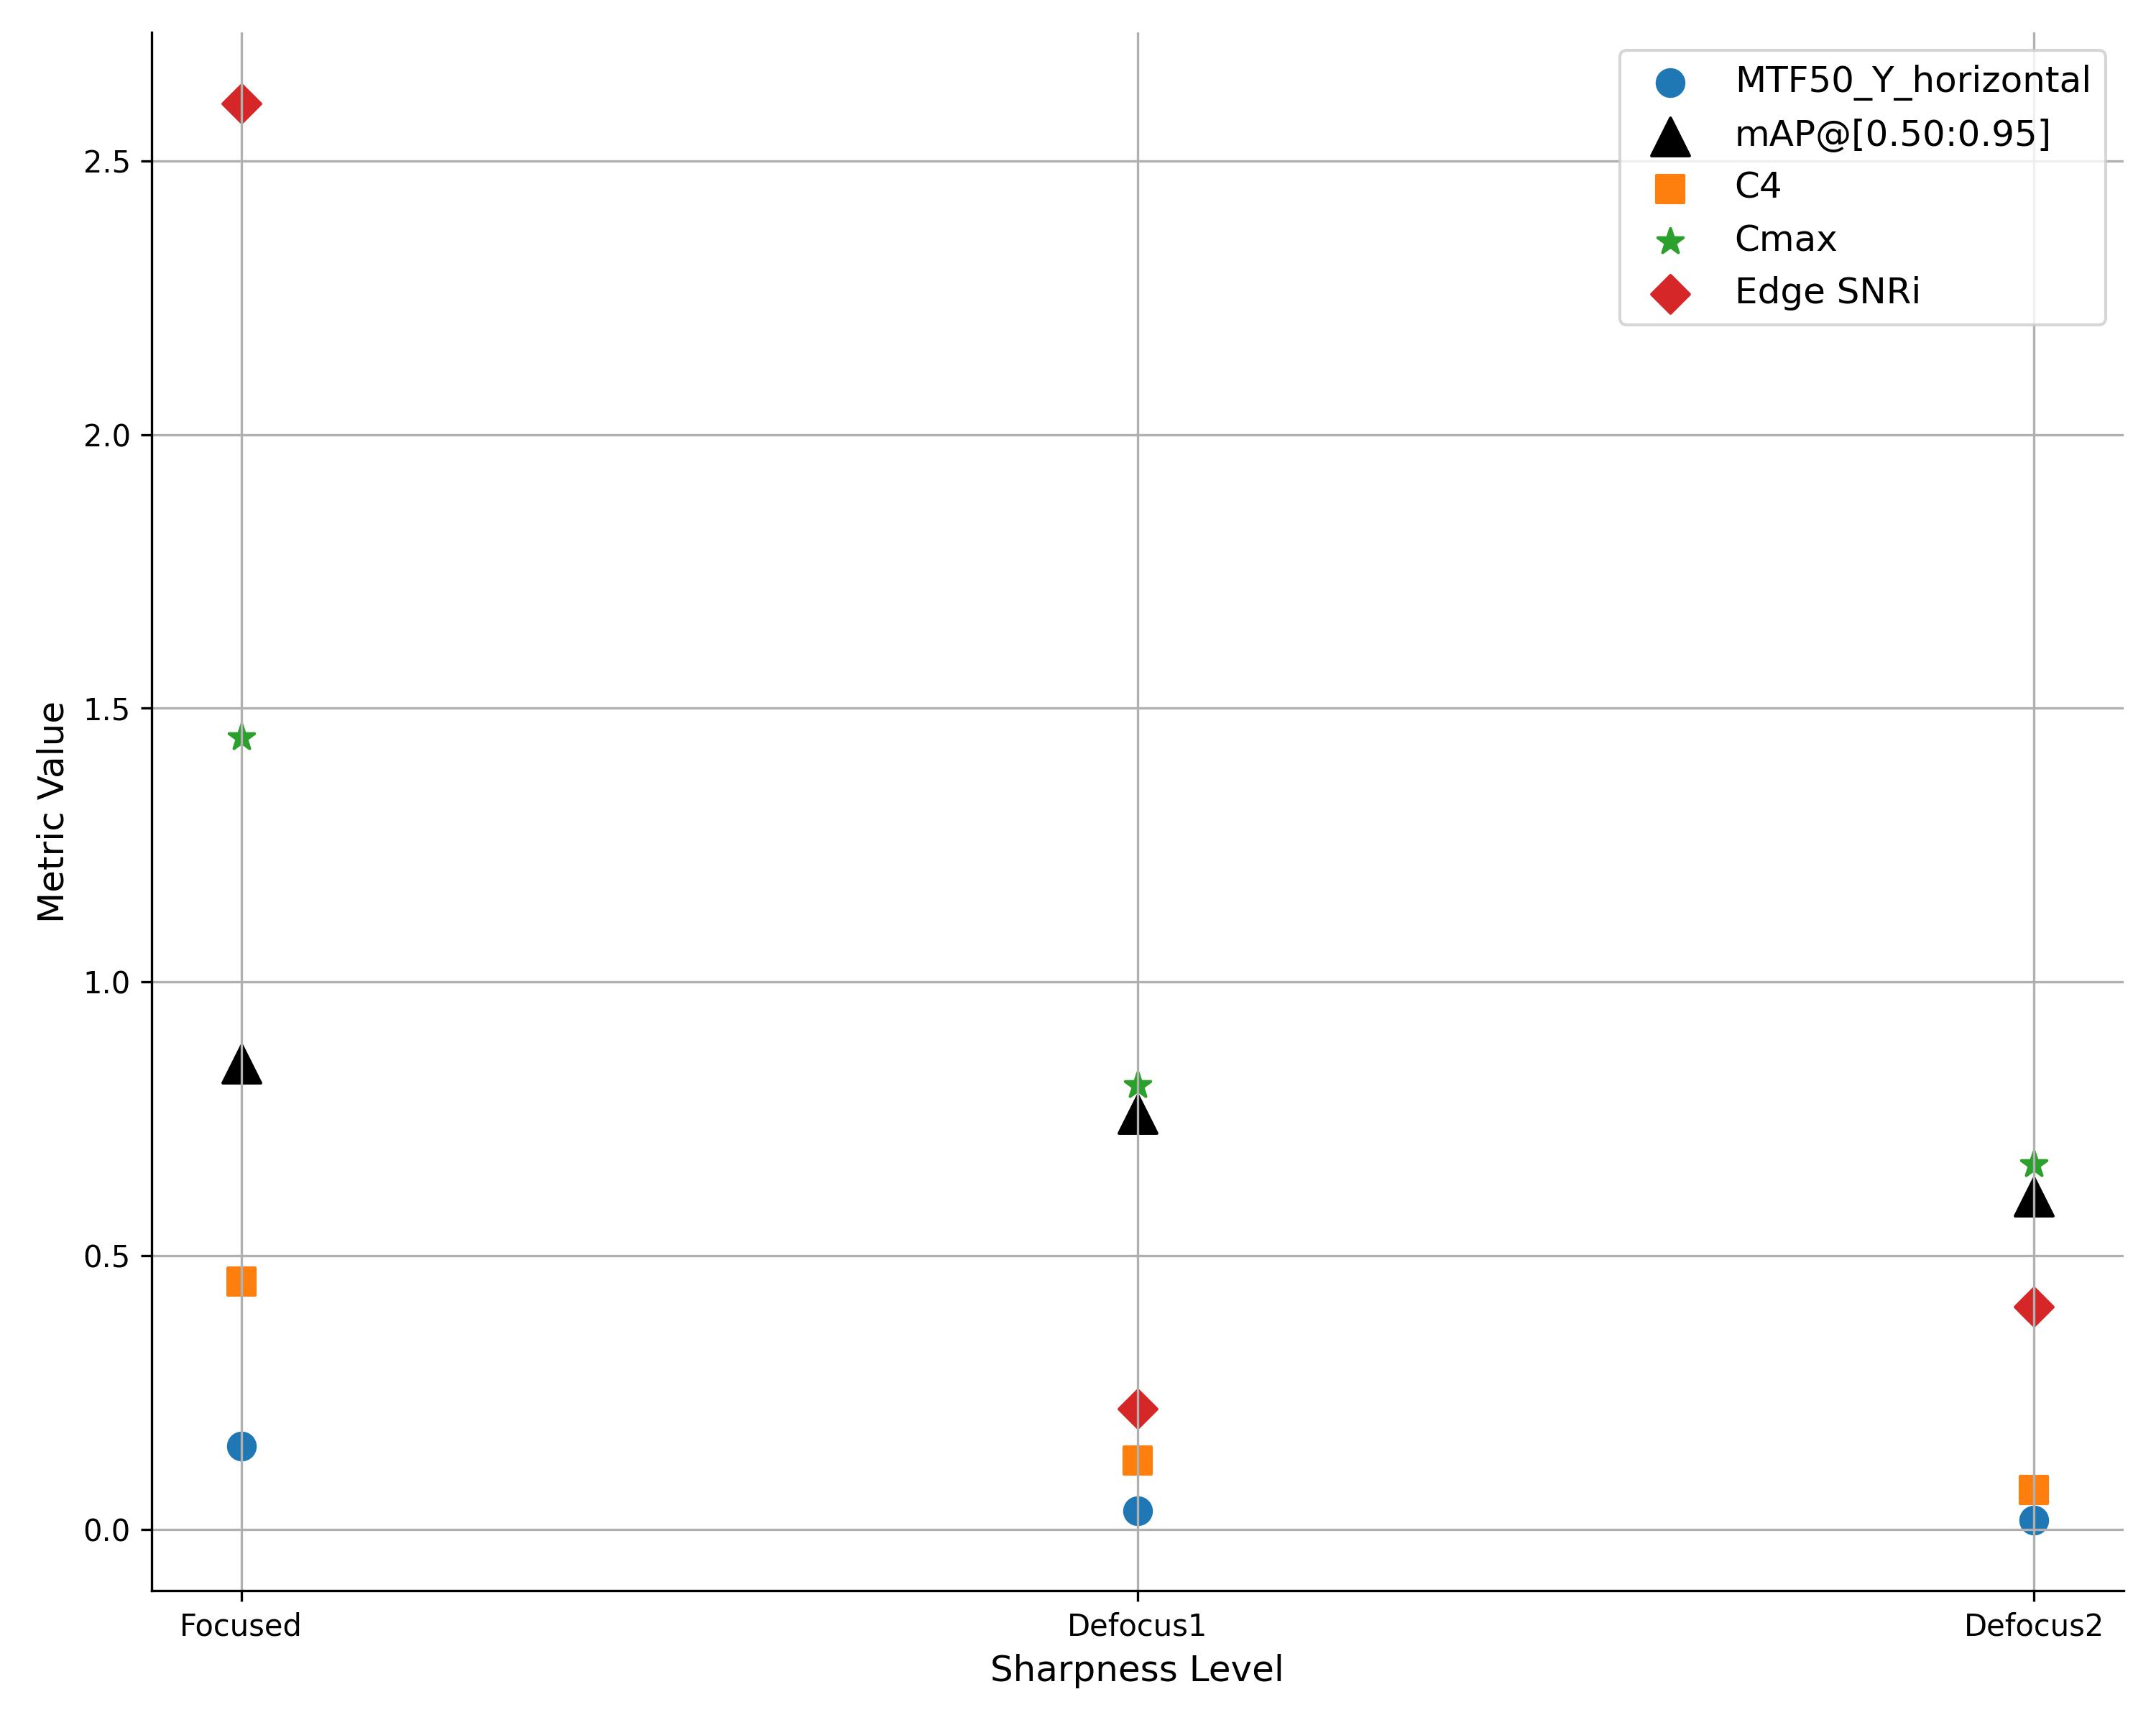 MTF50_Y_horizontal
mAP@[0.50:0.95]
C4
Cmax
Edge SNRi
Metric Value
2.5
2.0
1.5
1.0
0.5
0.0
Focused
Defocus1
Defocus2
Sharpness Level